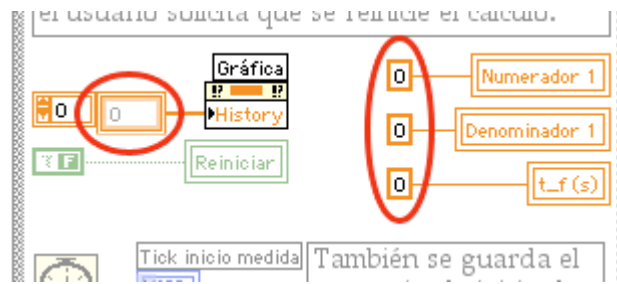 el usuario solicita que se reinicie el cálculo.
Gráfica
0
0
!? !?
History
F
Reiniciar
0
Numerador 1
0
Denominador 1
0
t_f (s)
Tick inicio medida
También se guarda el